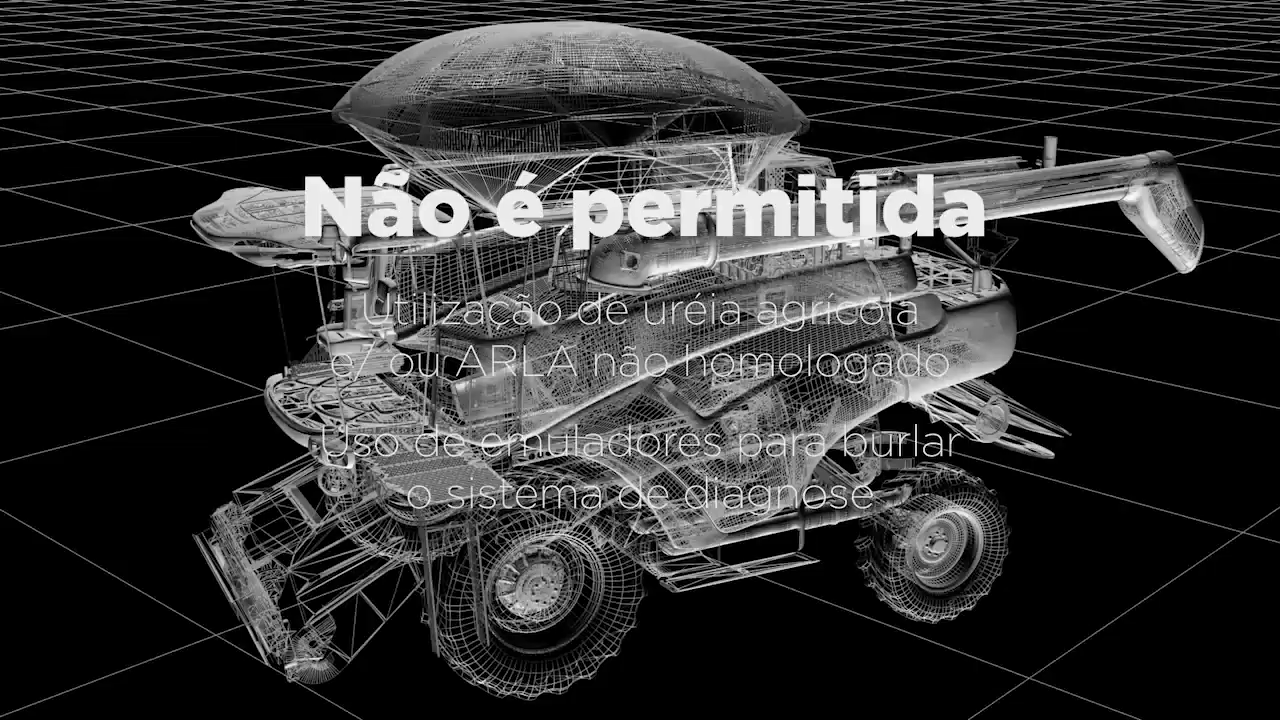 Não é permitida
Utilização de uréia agrícola
e/ ou ARLA não homologado
Uso de emuladores para burlar
o sistema de diagnose